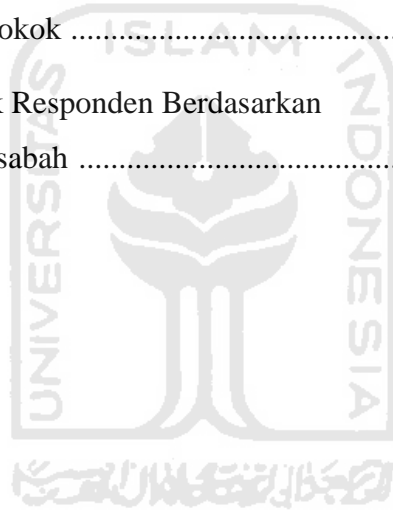 okok ........................................
ISLAM
k Responden Berdasarkan
sabah ........................................
UNIVERSITAS
INDONESIA